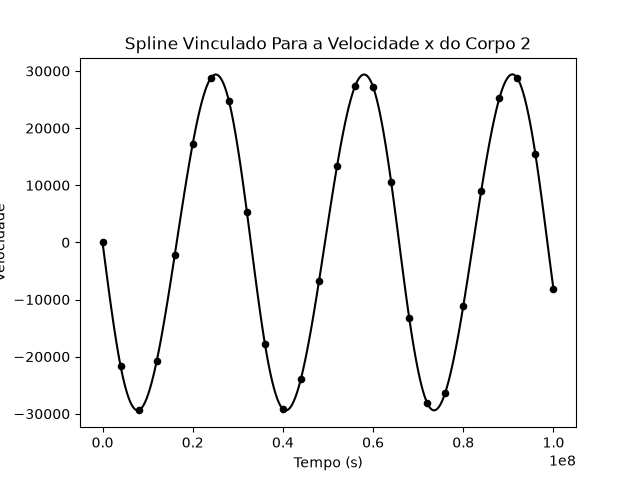 Spline Vinculado Para a Velocidade x do Corpo 2
30000
20000
10000
0
−10000
−20000
−30000
Velocidade
0.0 0.2 0.4 0.6 0.8 1.0
1e8
Tempo (s)